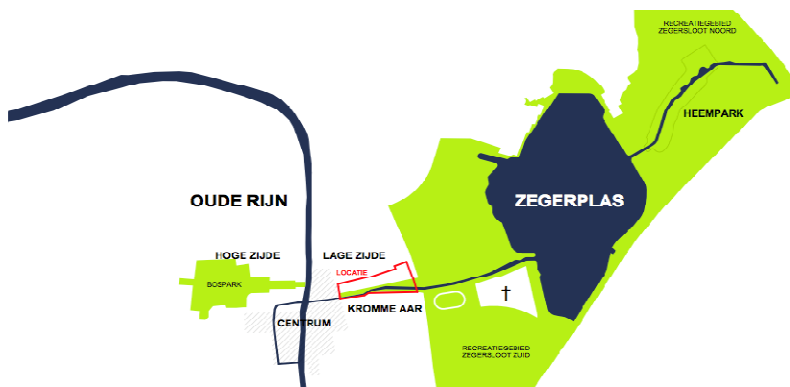 RECREATIEGEBIED
ZEGERSLOOT NOORD
HEEMPARK
OUDE RIJN
ZEGERPLAS
HOGE ZIJDE
LAGE ZIJDE
LOCATIE
BOSPARK
KROMME AAR
CENTRUM
RECREATIEGEBIED
ZEGERSLOOT ZUID